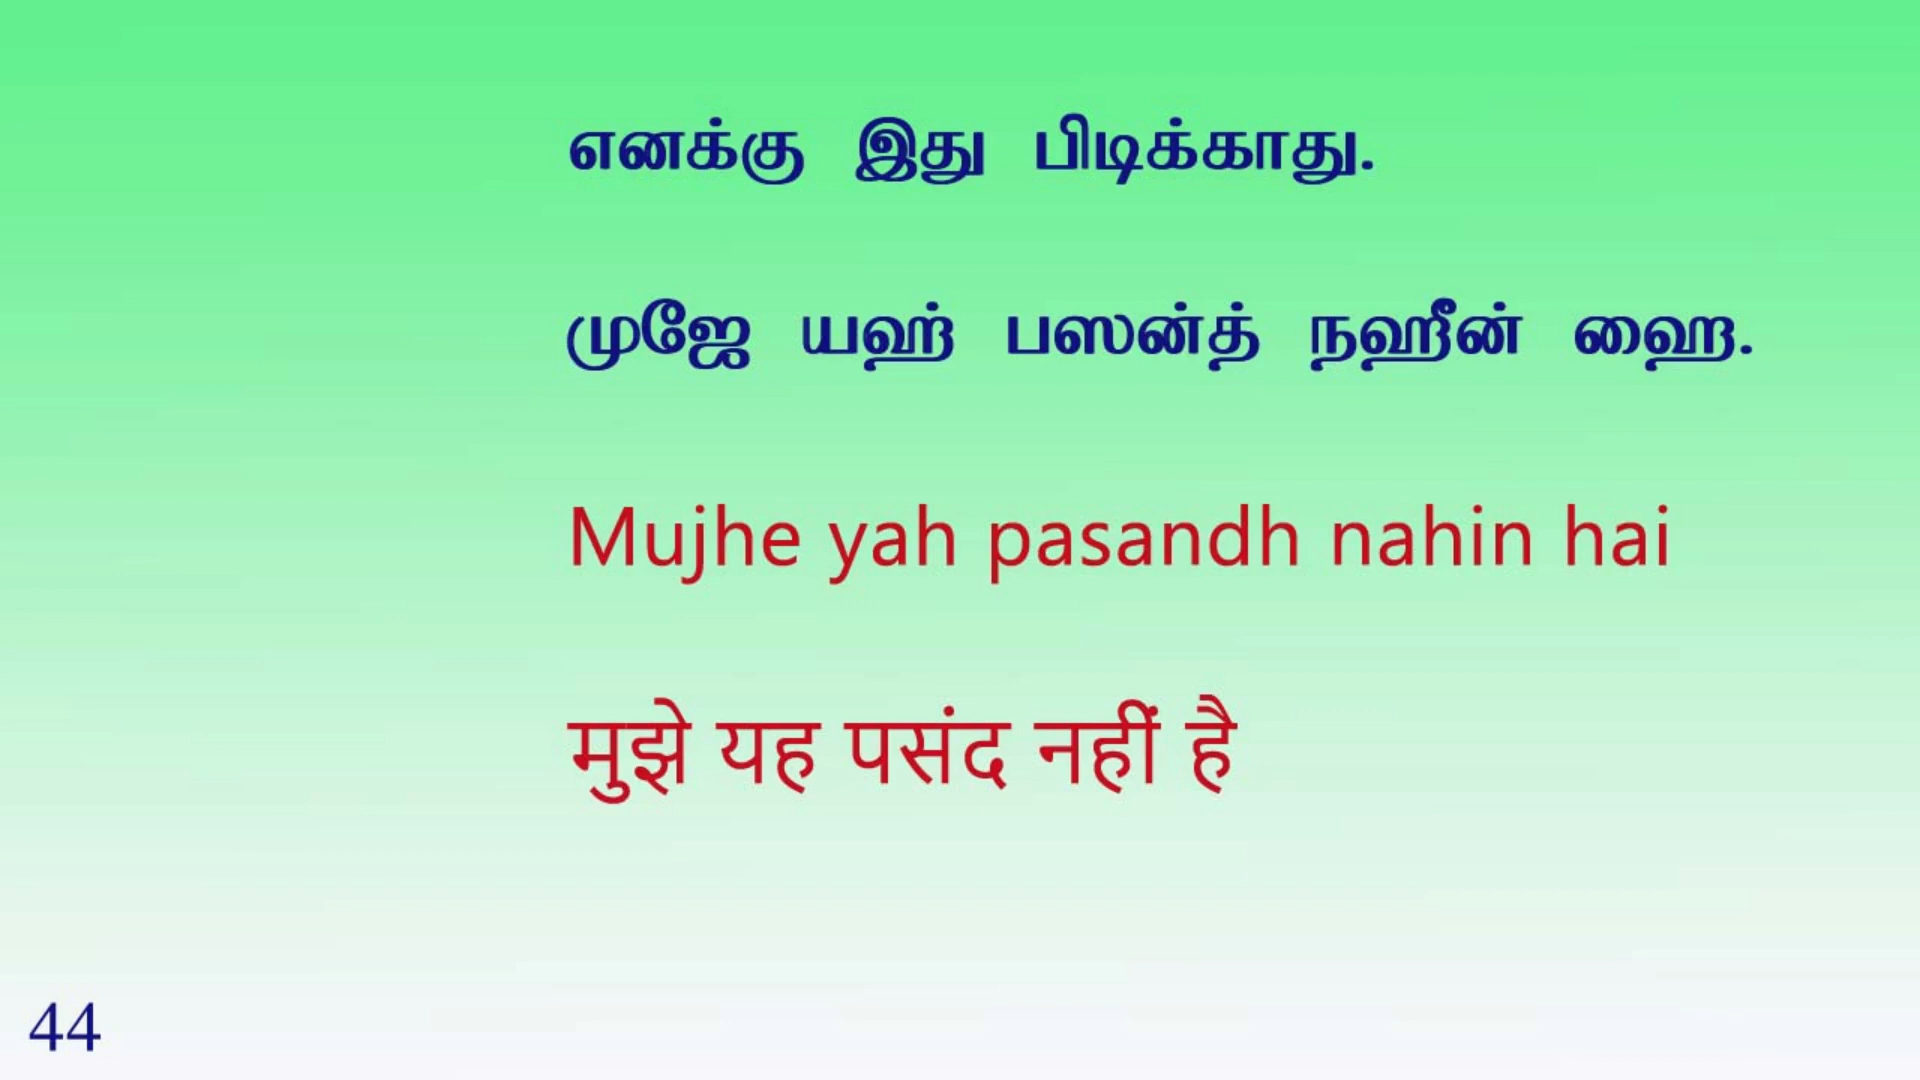 எனக்கு இது பிடிக்காது.
முஜே யஹ் பஸன்த் நஹீன் ஹை.
Mujhe yah pasandh nahin hai
मुझे यह पसंद नहीं है
44